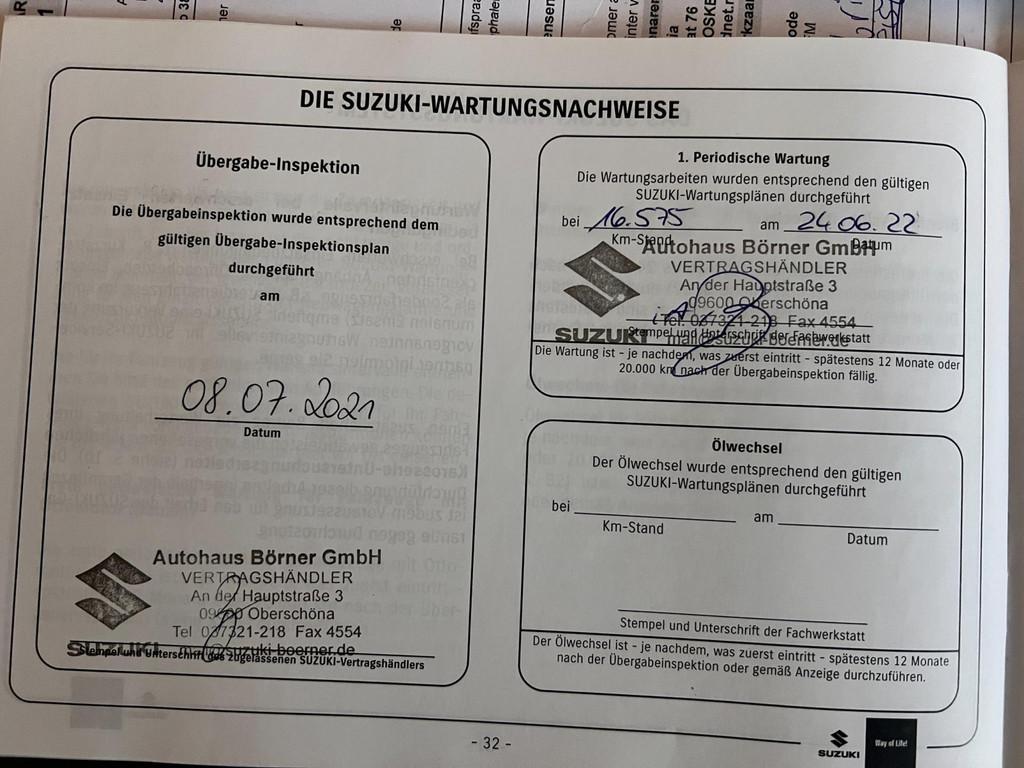 DIE SUZUKI-WARTUNGSNACHWEISE
Übergabe-Inspektion
Die Übergabeinspektion wurde entsprechend dem
gültigen Übergabe-Inspektionsplan
durchgeführt
am
08.07.2021
Datum
Autohaus Börner GmbH
VERTRAGSHÄNDLER
An der Hauptstraße 3
09600 Oberschöna
Tel 037321-218 Fax 4554
SUZUKI mail@suzuki-boerner.de
Stempel und Unterschrift des zugelassenen SUZUKI-Vertragshändlers
1. Periodische Wartung
Die Wartungsarbeiten wurden entsprechend den gültigen
SUZUKI-Wartungsplänen durchgeführt
bei 16.575 am 24.06.22
Km-Stand Datum
Autohaus Börner GmbH
VERTRAGSHÄNDLER
An der Hauptstraße 3
09600 Oberschöna
Tel. 037321-218 Fax 4554
SUZUKI mail@suzuki-boerner.de
Stempel und Unterschrift der Fachwerkstatt
Die Wartung ist - je nachdem, was zuerst eintritt - spätestens 12 Monate oder
20.000 km nach der Übergabeinspektion fällig.
Ölwechsel
Der Ölwechsel wurde entsprechend den gültigen
SUZUKI-Wartungsplänen durchgeführt
bei am
Km-Stand Datum
Stempel und Unterschrift der Fachwerkstatt
Der Ölwechsel ist - je nachdem, was zuerst eintritt - spätestens 12 Monate
nach der Übergabeinspektion oder gemäß Anzeige durchzuführen.
- 32 -
SUZUKI
Way of Life!